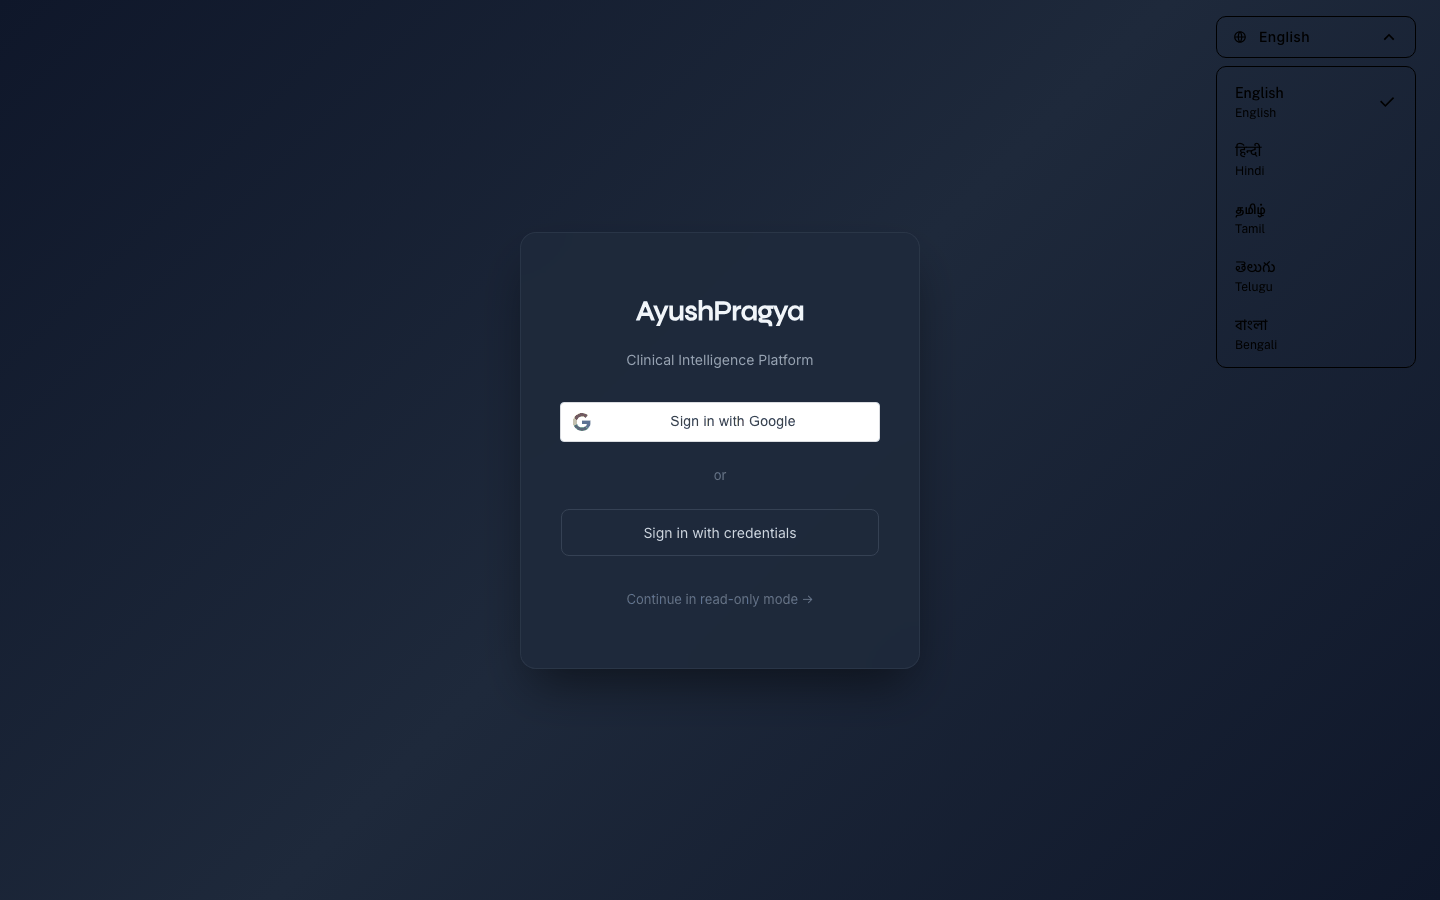 English
English
English
हिन्दी
Hindi
தமிழ்
Tamil
తెలుగు
Telugu
বাংলা
Bengali
AyushPragya
Clinical Intelligence Platform
Sign in with Google
or
Sign in with credentials
Continue in read-only mode →